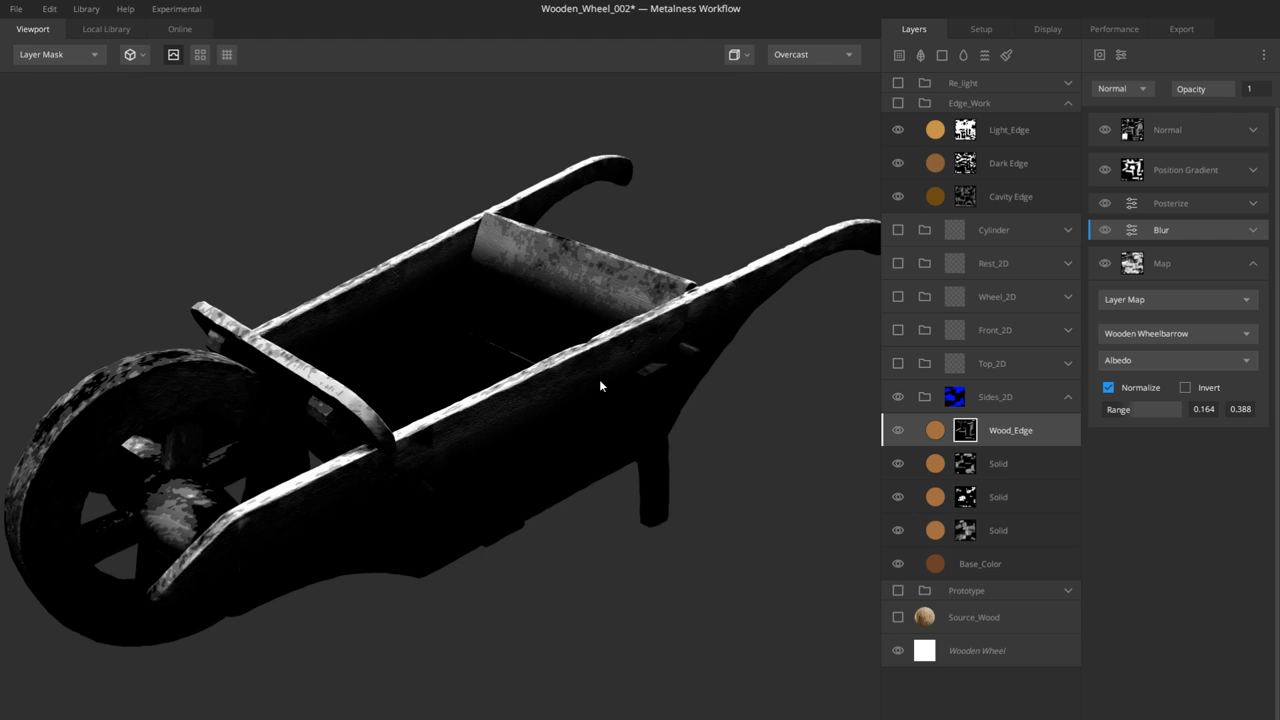 File Edit Library Help Experimental
Wooden_Wheel_002* — Metalness Workflow
Viewport Local Library Online
Layers Setup Display Performance Export
Layer Mask
Overcast
Normal Opacity 1
Re_light
Edge_Work
Light_Edge
Dark Edge
Cavity Edge
Cylinder
Rest_2D
Wheel_2D
Front_2D
Top_2D
Sides_2D
Wood_Edge
Solid
Solid
Solid
Base_Color
Prototype
Source_Wood
Wooden Wheel
Normal
Position Gradient
Posterize
Blur
Map
Layer Map
Wooden Wheelbarrow
Albedo
Normalize Invert
Range 0.164 0.388